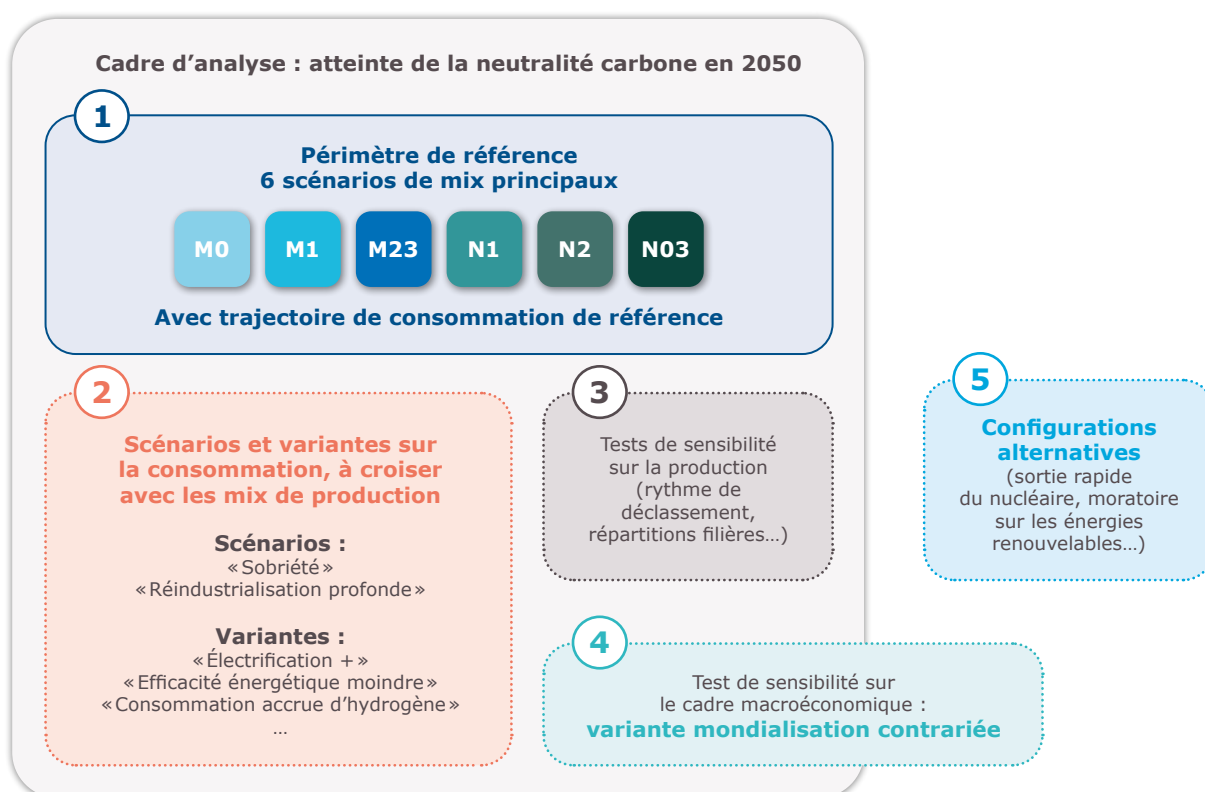 Cadre d’analyse : atteinte de la neutralité carbone en 2050
1
Périmètre de référence
6 scénarios de mix principaux
M0 M1 M23 N1 N2 N03
Avec trajectoire de consommation de référence
2
Scénarios et variantes sur
la consommation, à croiser
avec les mix de production
Scénarios :
«Sobriété»
«Réindustrialisation profonde»
Variantes :
«Électrification +»
«Efficacité énergétique moindre»
«Consommation accrue d’hydrogène»
...
3
Tests de sensibilité
sur la production
(rythme de
déclassement,
répartitions filières...)
4
Test de sensibilité sur
le cadre macroéconomique :
variante mondialisation contrariée
5
Configurations
alternatives
(sortie rapide
du nucléaire, moratoire
sur les énergies
renouvelables...)